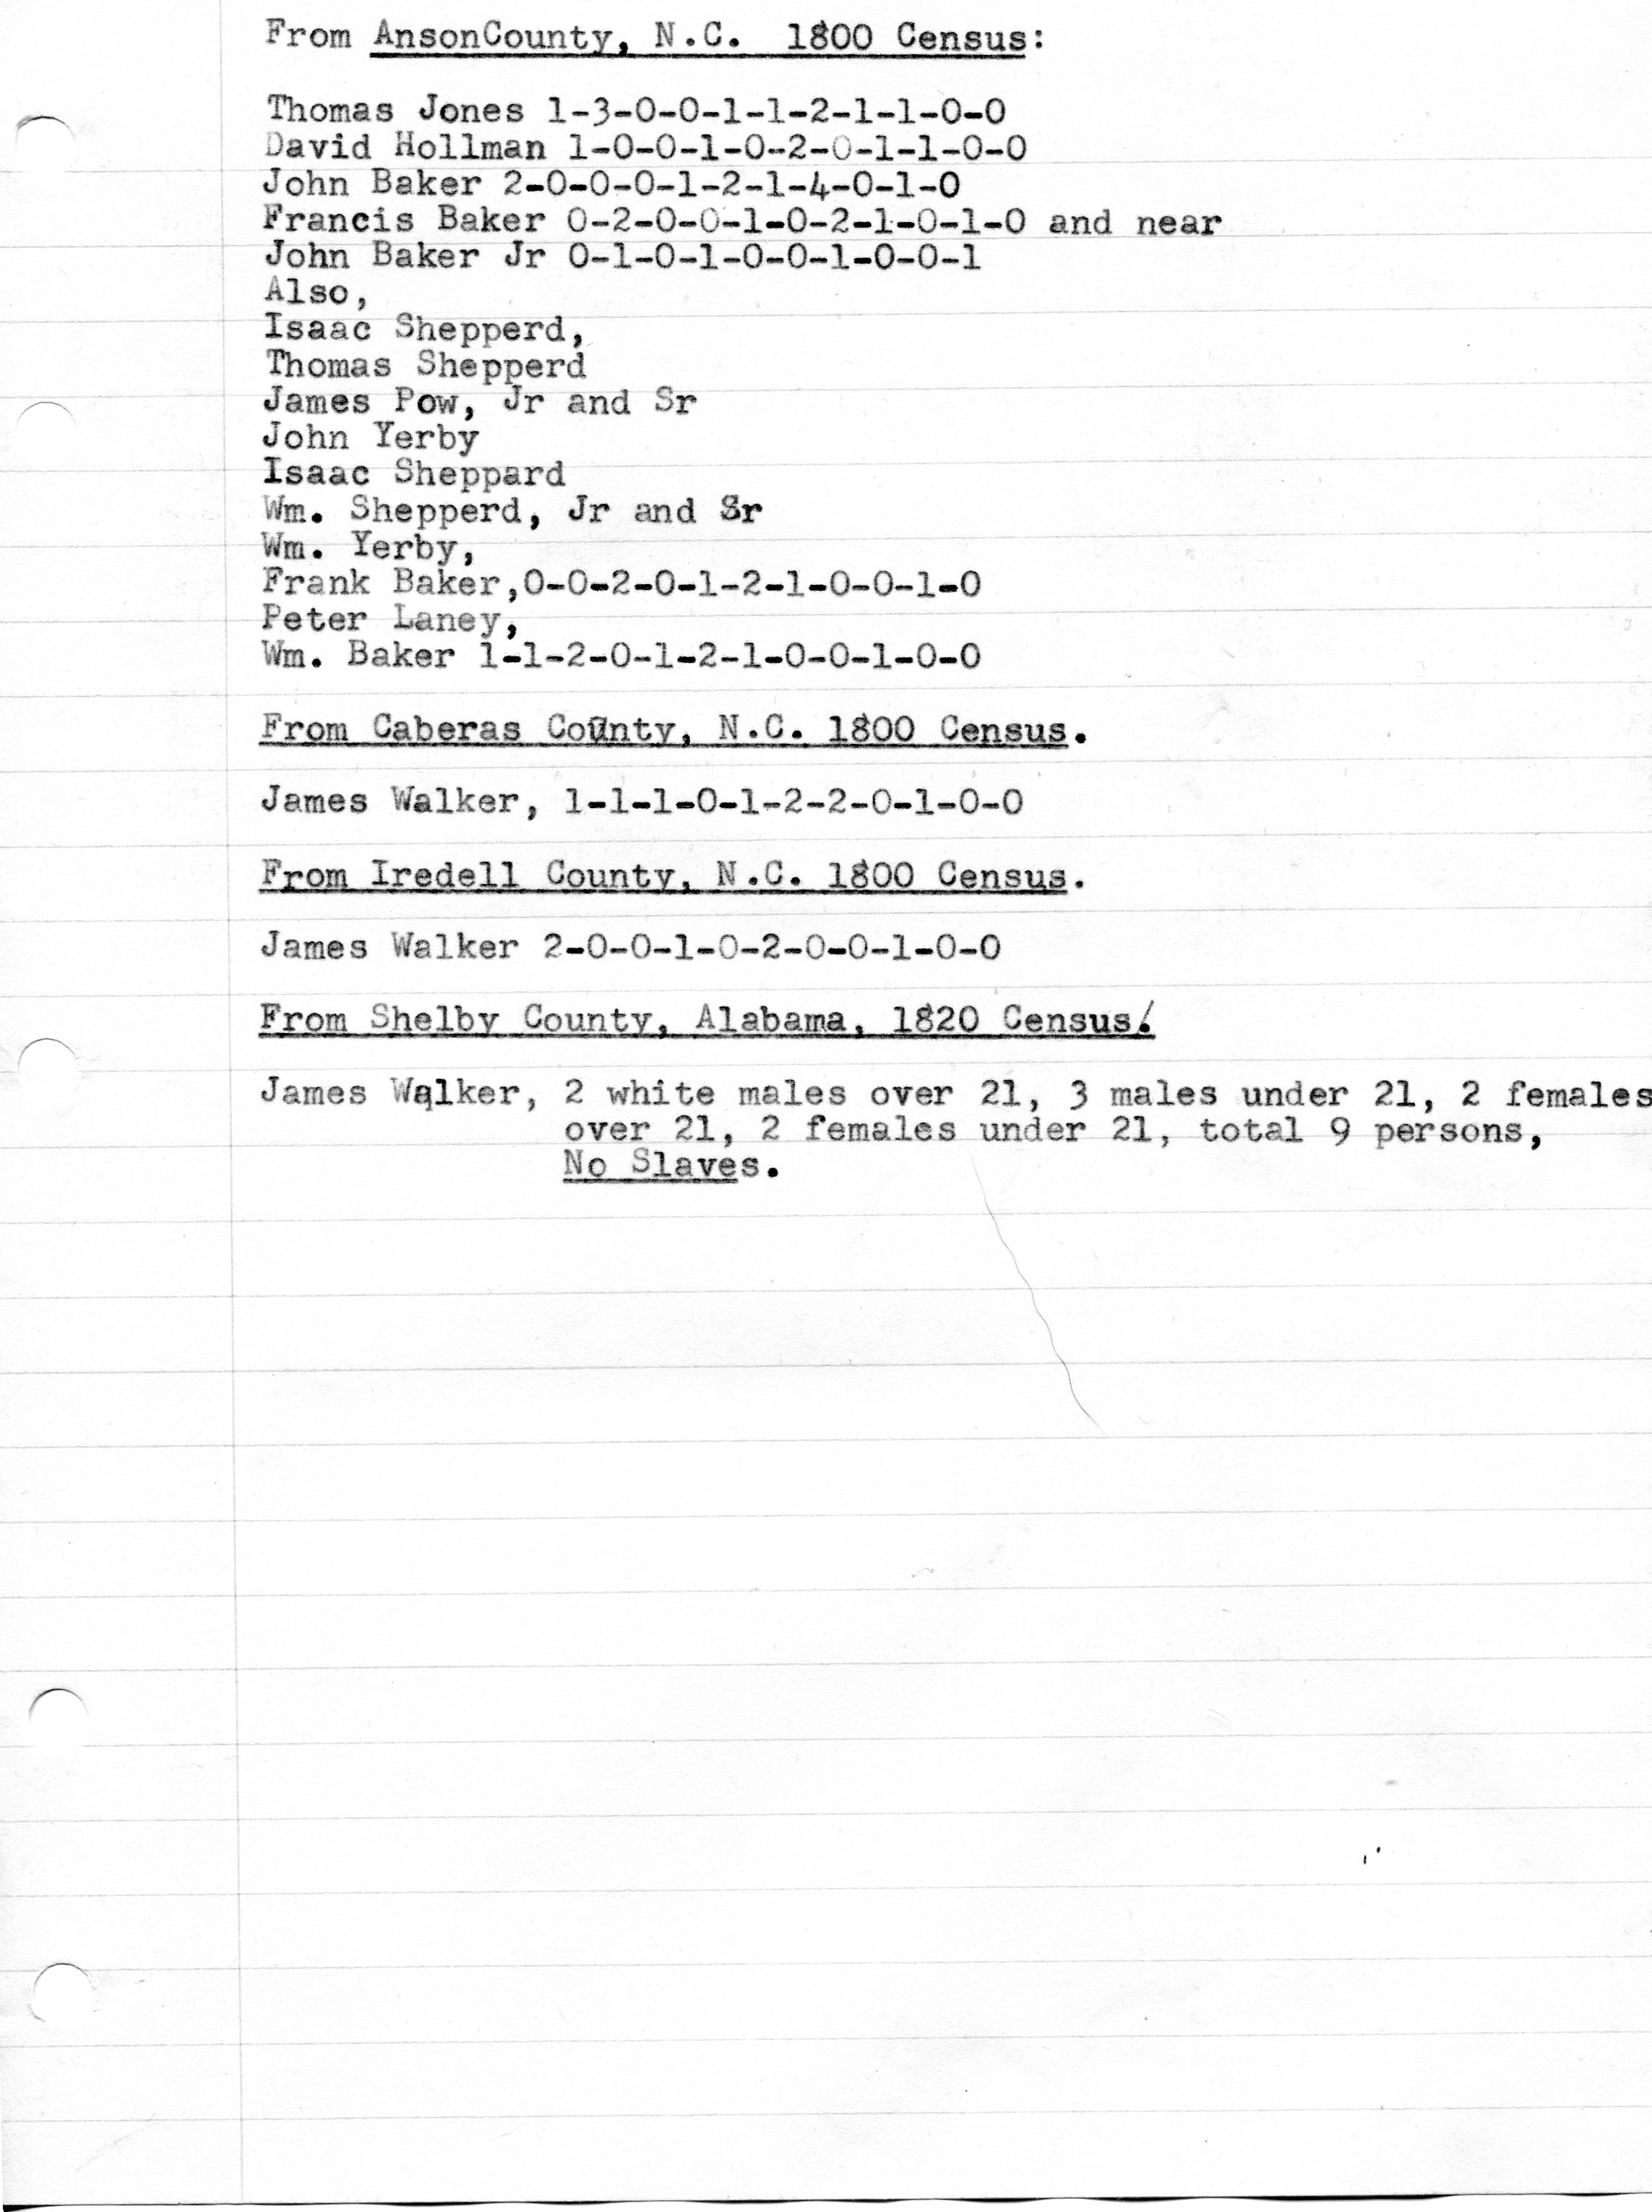 From AnsonCounty, N.C. 1800 Census:
Thomas Jones 1-3-0-0-1-1-2-1-1-0-0
David Hollman 1-0-0-1-0-2-0-1-1-0-0
John Baker 2-0-0-0-1-2-1-4-0-1-0
Francis Baker 0-2-0-0-1-0-2-1-0-1-0 and near
John Baker Jr 0-1-0-1-0-0-1-0-0-1
Also,
Isaac Shepperd,
Thomas Shepperd
James Pow, Jr and Sr
John Yerby
Isaac Sheppard
Wm. Shepperd, Jr and Sr
Wm. Yerby,
Frank Baker,0-0-2-0-1-2-1-0-0-1-0
Peter Laney,
Wm. Baker 1-1-2-0-1-2-1-0-0-1-0-0
From Caberas County, N.C. 1800 Census.
James Walker, 1-1-1-0-1-2-2-0-1-0-0
From Iredell County, N.C. 1800 Census.
James Walker 2-0-0-1-0-2-0-0-1-0-0
From Shelby County, Alabama, 1820 Census.
James Walker, 2 white males over 21, 3 males under 21, 2 females
over 21, 2 females under 21, total 9 persons,
No Slaves.